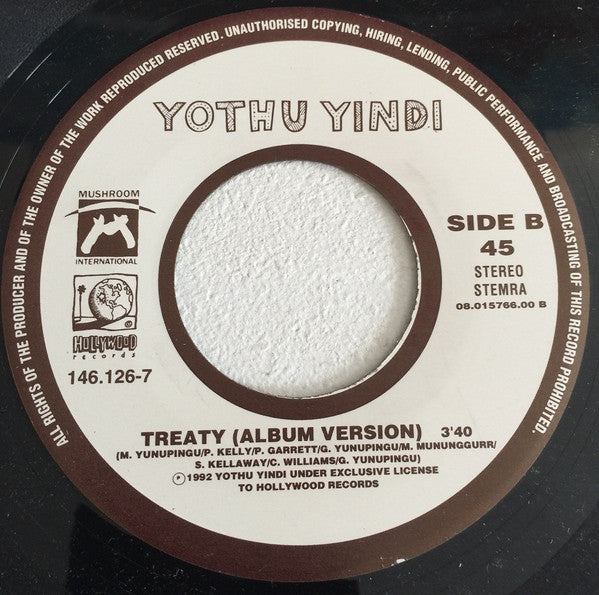 ALL RIGHTS OF THE PRODUCER AND OF THE OWNER OF THE WORK REPRODUCED RESERVED. UNAUTHORISED COPYING, HIRING, LENDING, PUBLIC PERFORMANCE AND BROADCASTING OF THIS RECORD PROHIBITED.
YOTHU YINDI
MUSHROOM
INTERNATIONAL
HOLLYWOOD
records
146.126-7
SIDE B
45
STEREO
STEMRA
08.015766.00 B
TREATY (ALBUM VERSION) 3'40
(M. YUNUPINGU/P. KELLY/P. GARRETT/G. YUNUPINGU/M. MUNUNGGURR/
S. KELLAWAY/C. WILLIAMS/G. YUNUPINGU)
℗ 1992 YOTHU YINDI UNDER EXCLUSIVE LICENSE
TO HOLLYWOOD RECORDS